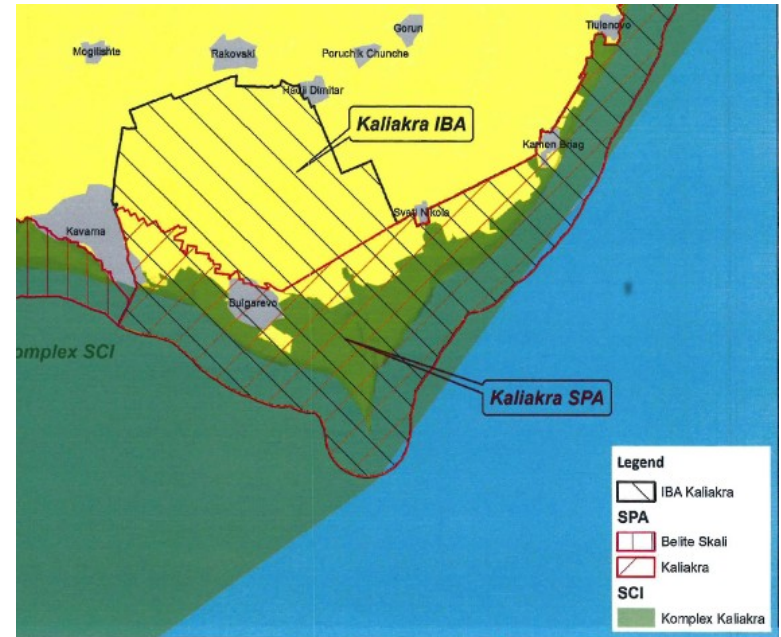 Gorun
Tiulenovo
Mogilishte
Rakovski
Poruchik Chunche
Hadji Dimitar
Kaliakra IBA
Kamen Briag
Sveti Nikola
Kavarna
Bulgarevo
omplex SCI
Kaliakra SPA
Legend
IBA Kaliakra
SPA
Belite Skali
Kaliakra
SCI
Komplex Kaliakra